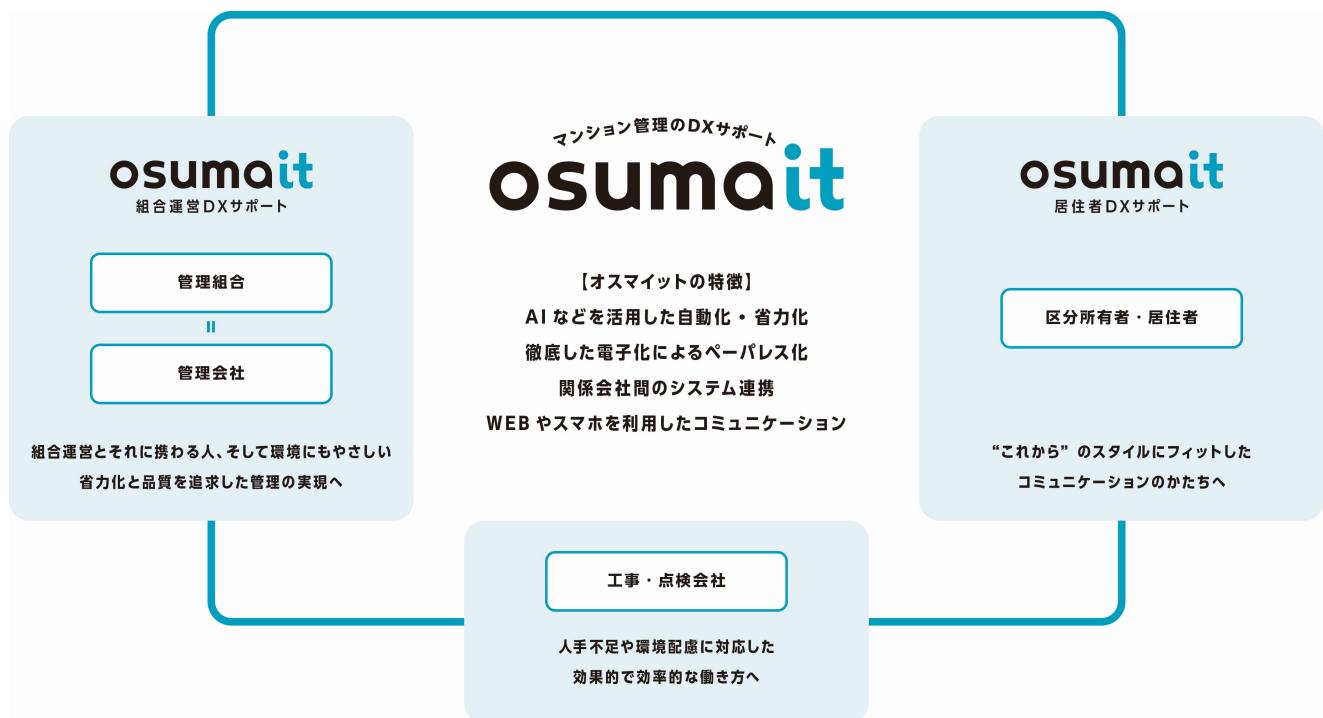 osumait
組合運営DXサポート
管理組合
=
管理会社
組合運営とそれに携わる人、そして環境にもやさしい
省力化と品質を追求した管理の実現へ
マンション管理のDXサポート
osumait
【オスマイットの特徴】
AIなどを活用した自動化・省力化
徹底した電子化によるペーパレス化
関係会社間のシステム連携
WEBやスマホを利用したコミュニケーション
osumait
居住者DXサポート
区分所有者・居住者
“これから”のスタイルにフィットした
コミュニケーションのかたちへ
工事・点検会社
人手不足や環境配慮に対応した
効果的で効率的な働き方へ